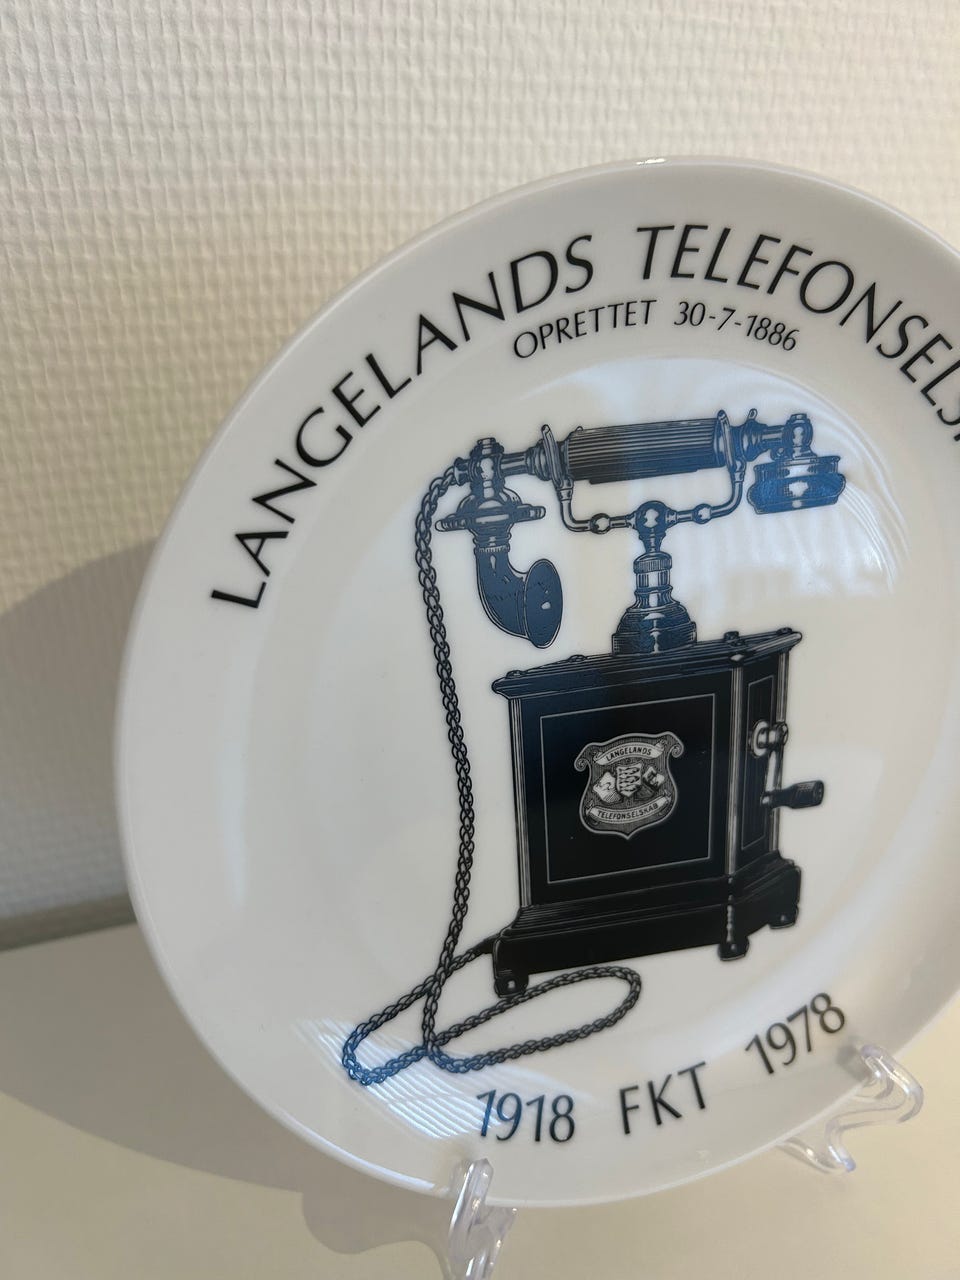 LANGELANDS TELEFONSELS
OPRETTET 30-7-1886
LANGELANDS
TELEFONSELSKAB
1918 FKT 1978